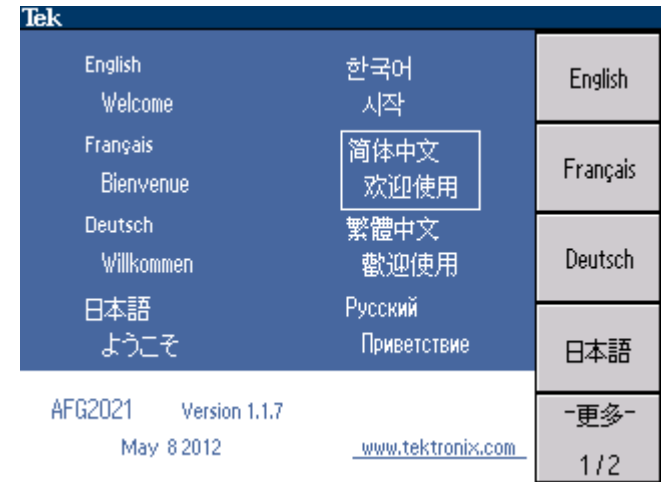 Tek
English
Welcome
Français
Bienvenue
Deutsch
Willkommen
日本語
ようこそ
한국어
시작
简体中文
欢迎使用
繁體中文
歡迎使用
Русский
Приветствие
AFG2021 Version 1.1.7
May 8 2012 www.tektronix.com
English
Français
Deutsch
日本語
-更多-
1/2